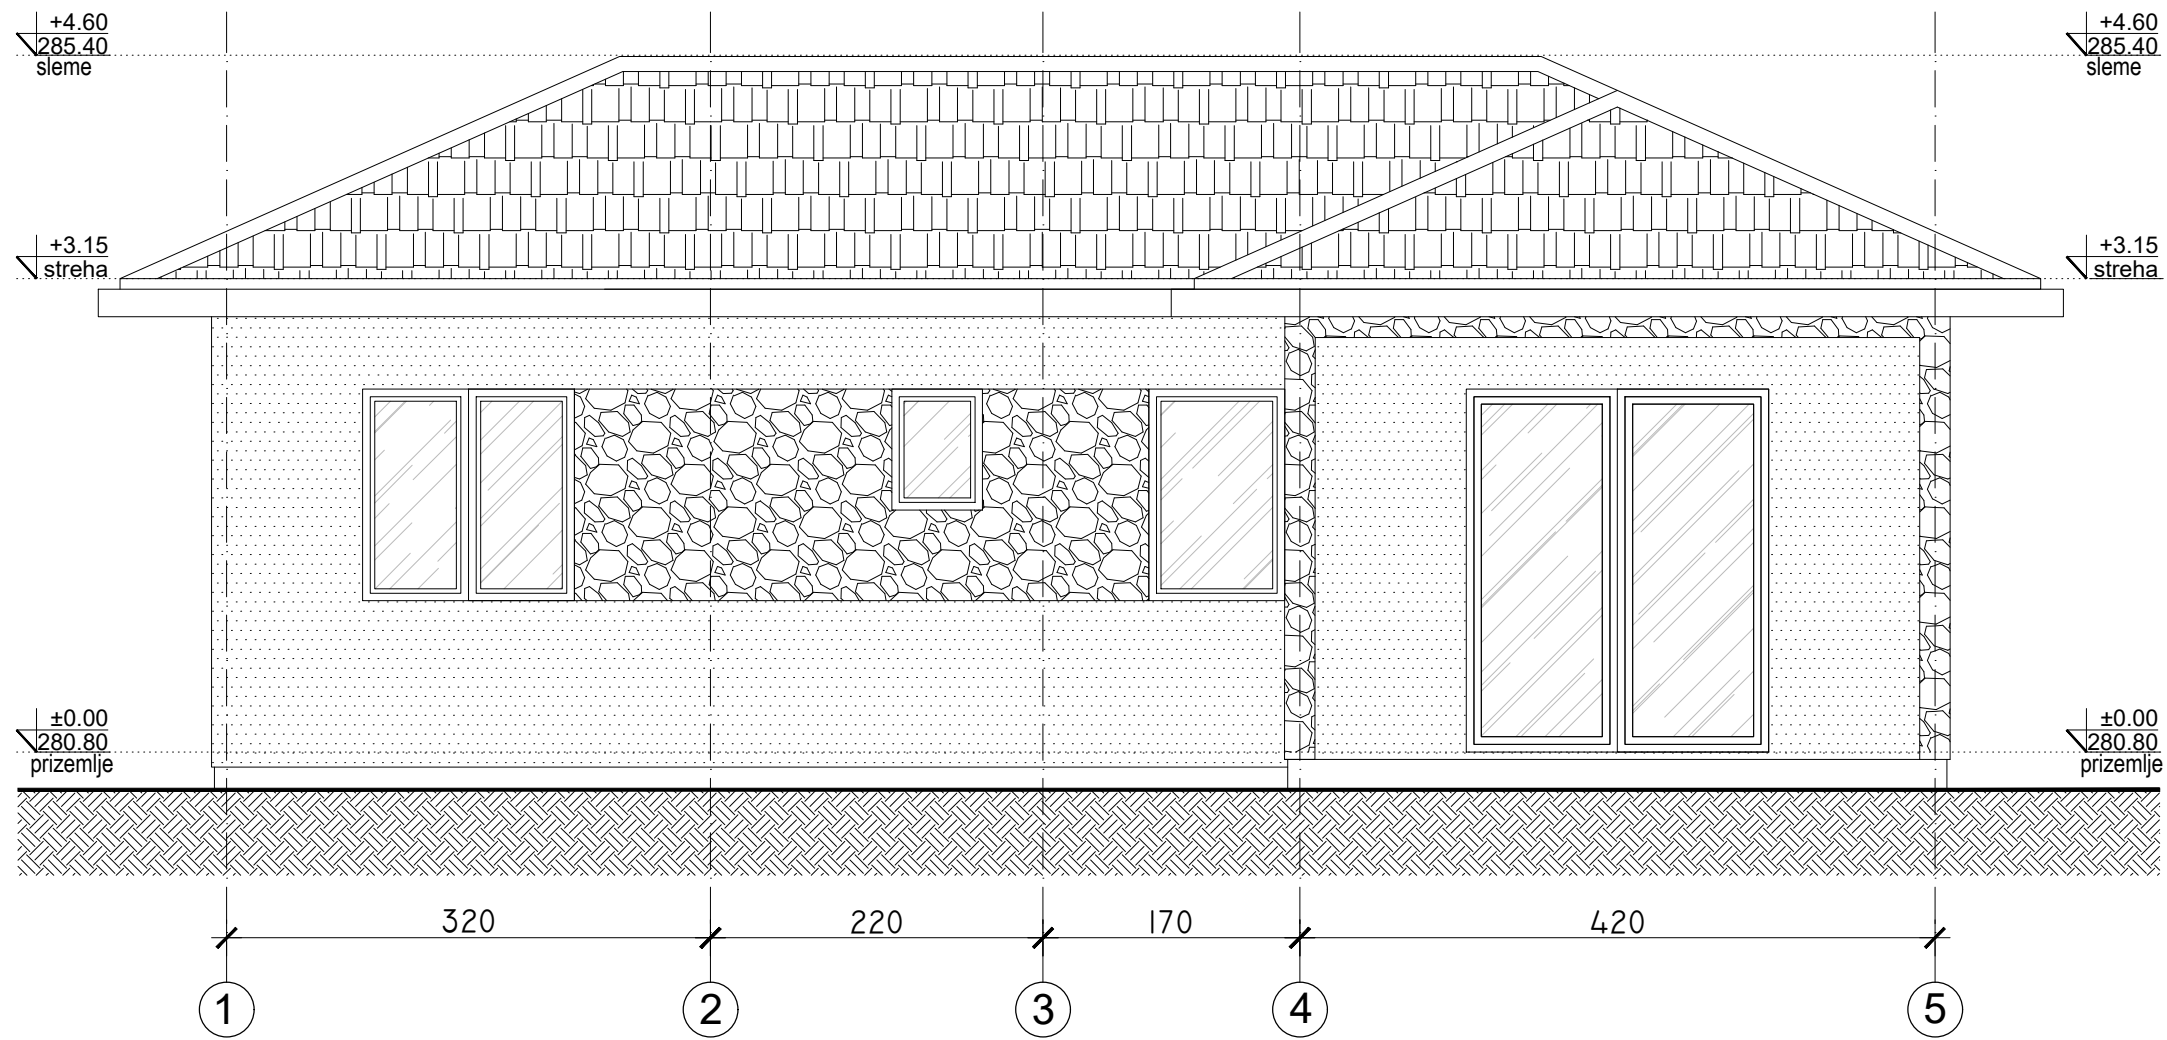 +4.60
285.40
sleme
+4.60
285.40
sleme
+3.15
streha
+3.15
streha
±0.00
280.80
prizemlje
±0.00
280.80
prizemlje
320 220 170 420
1 2 3 4 5